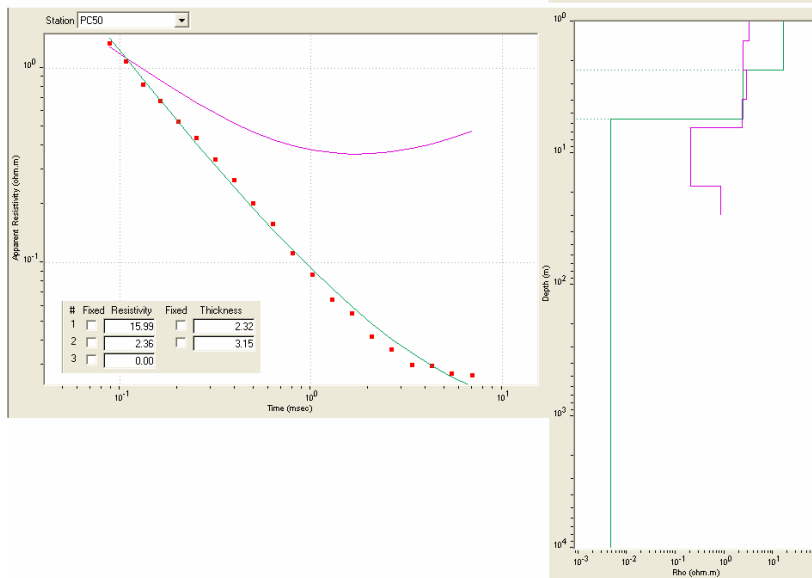 Station PC50
10^0
10^-1
Apparent Resistivity (ohm.m)
# Fixed Resistivity Fixed Thickness
1 15.99 2.32
2 2.36 3.15
3 0.00
10^-1 10^0 10^1
Time (msec)
10^0
10^1
10^2
10^3
10^4
Depth (m)
10^-3 10^-2 10^-1 10^0 10^1
Rho (ohm.m)